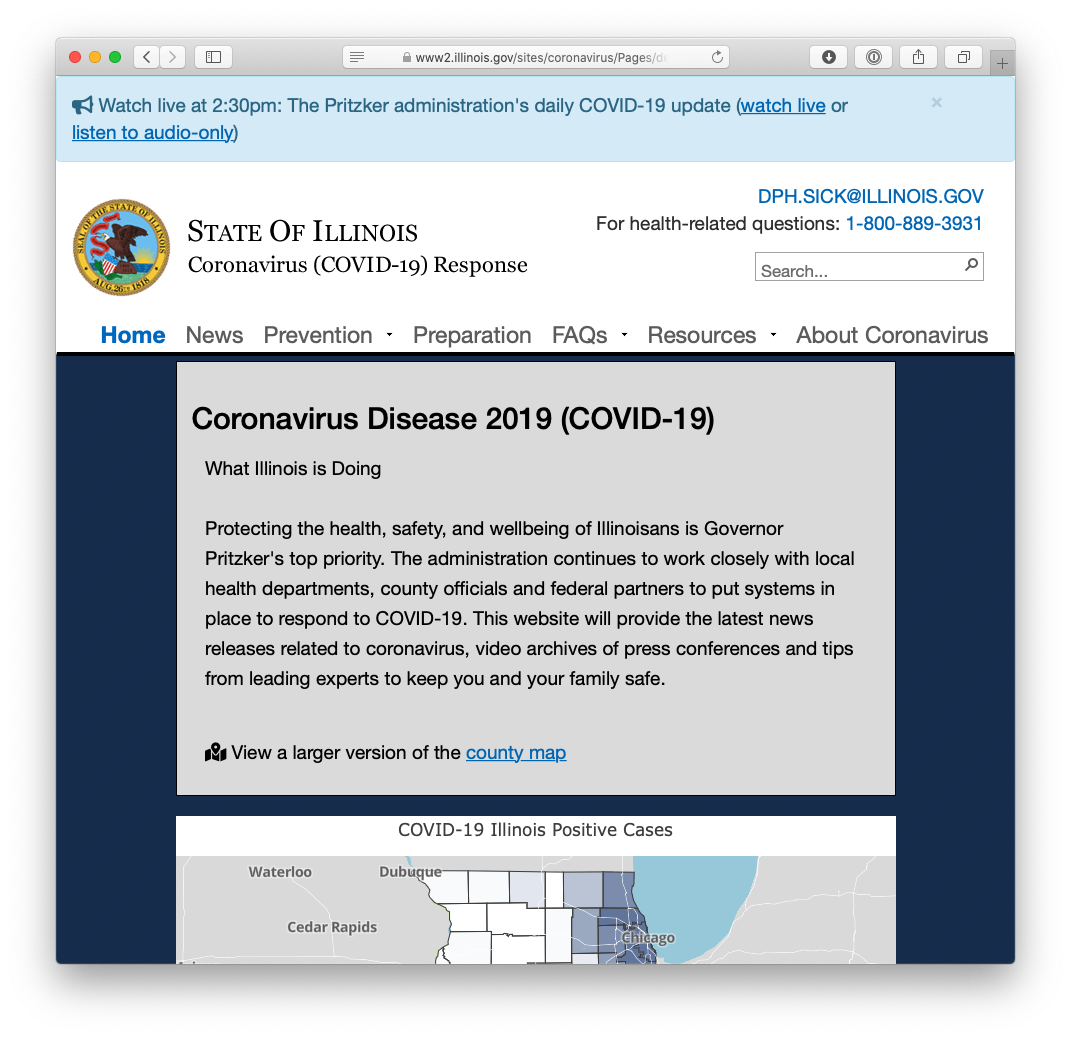 www2.illinois.gov/sites/coronavirus/Pages/de
Watch live at 2:30pm: The Pritzker administration's daily COVID-19 update (watch live or
listen to audio-only)
×
SEAL OF THE STATE OF ILLINOIS
AUG. 26TH 1818
STATE OF ILLINOIS
Coronavirus (COVID-19) Response
DPH.SICK@ILLINOIS.GOV
For health-related questions: 1-800-889-3931
Search...
Home News Prevention Preparation FAQs Resources About Coronavirus
Coronavirus Disease 2019 (COVID-19)
What Illinois is Doing
Protecting the health, safety, and wellbeing of Illinoisans is Governor
Pritzker's top priority. The administration continues to work closely with local
health departments, county officials and federal partners to put systems in
place to respond to COVID-19. This website will provide the latest news
releases related to coronavirus, video archives of press conferences and tips
from leading experts to keep you and your family safe.
View a larger version of the county map
COVID-19 Illinois Positive Cases
Waterloo
Dubuque
Cedar Rapids
Chicago